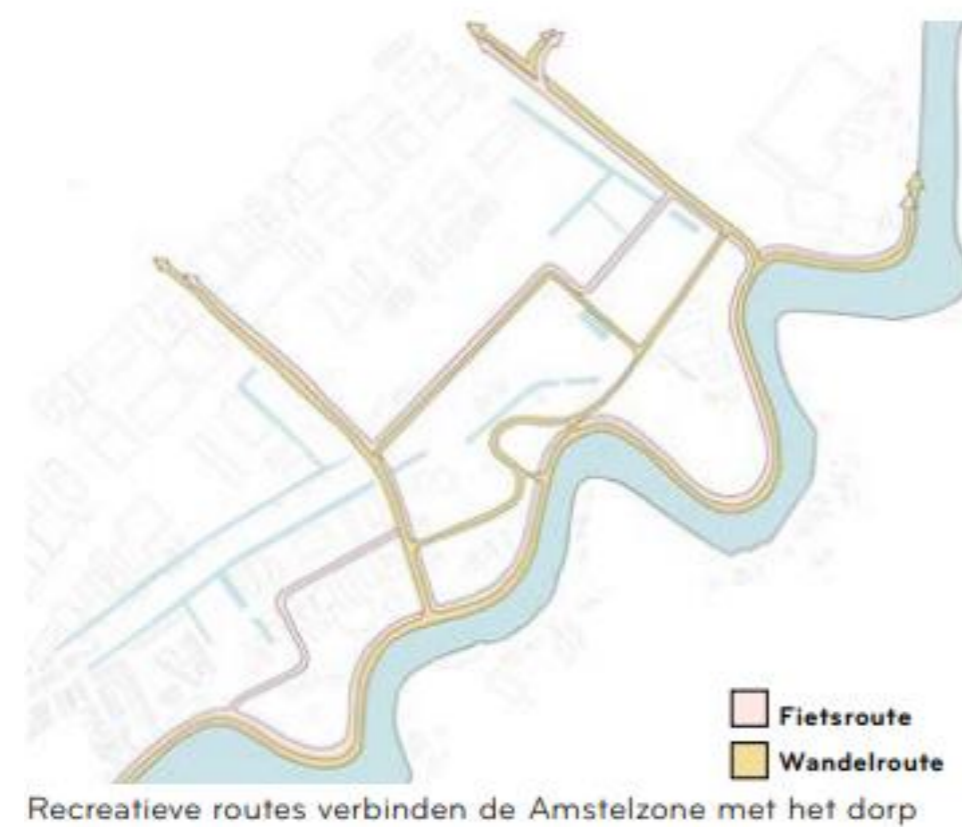 Fietsroute
Wandelroute
Recreatieve routes verbinden de Amstelzone met het dorp